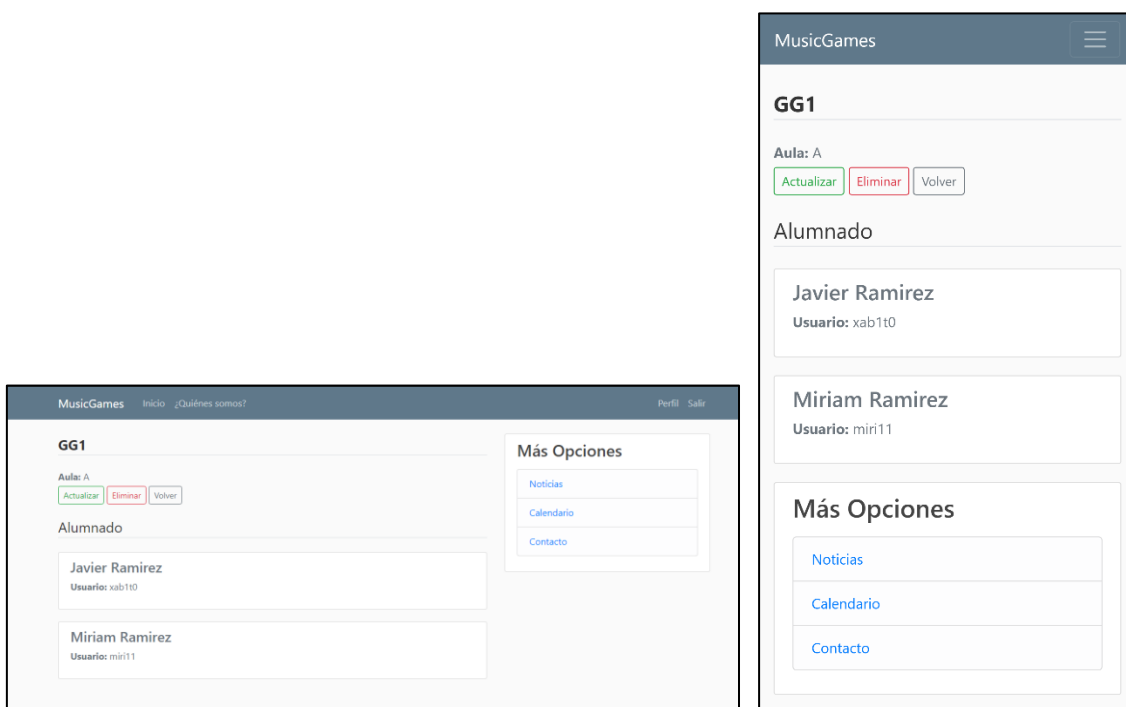 MusicGames Inicio ¿Quiénes somos? Perfil Salir
GG1
Aula: A
Actualizar Eliminar Volver
Alumnado
Javier Ramirez
Usuario: xab1t0
Miriam Ramirez
Usuario: miri11
Más Opciones
Noticias
Calendario
Contacto
MusicGames
GG1
Aula: A
Actualizar Eliminar Volver
Alumnado
Javier Ramirez
Usuario: xab1t0
Miriam Ramirez
Usuario: miri11
Más Opciones
Noticias
Calendario
Contacto